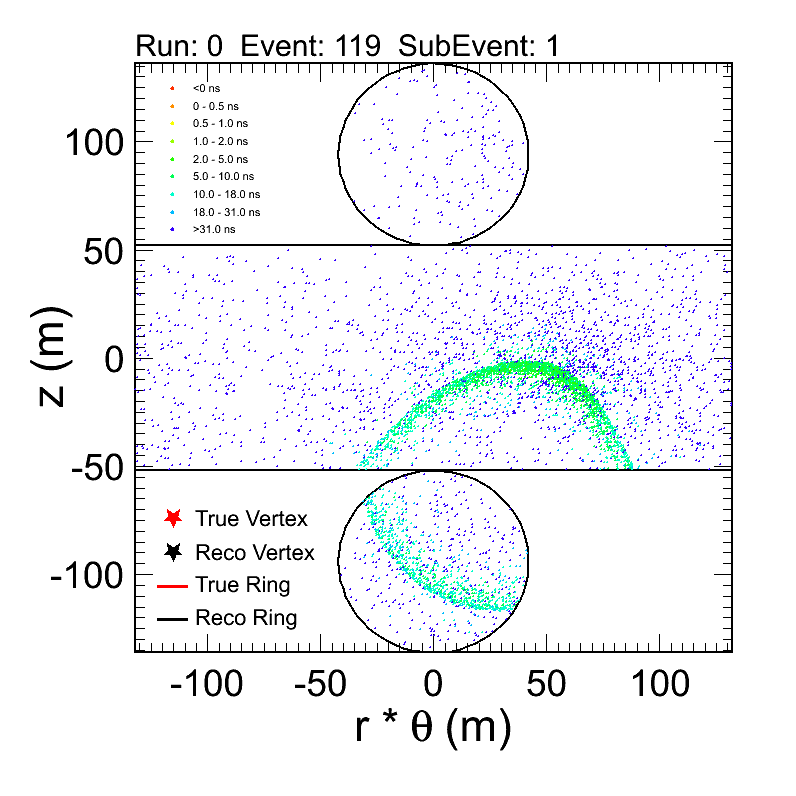 Run: 0 Event: 119 SubEvent: 1
<0 ns
0 - 0.5 ns
0.5 - 1.0 ns
1.0 - 2.0 ns
2.0 - 5.0 ns
5.0 - 10.0 ns
10.0 - 18.0 ns
18.0 - 31.0 ns
>31.0 ns
100
50
0
-50
-100
z (m)
True Vertex
Reco Vertex
True Ring
Reco Ring
-100 -50 0 50 100
r * θ (m)